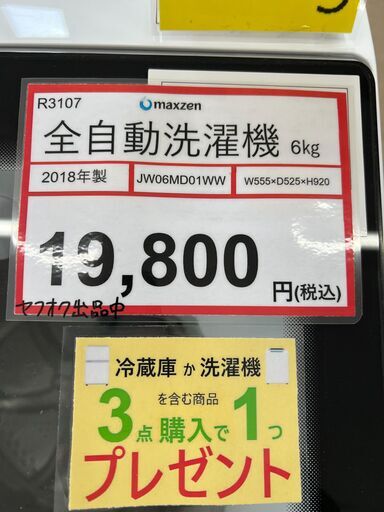 R3107
maxzen
全自動洗濯機 6kg
2018年製
JW06MD01WW
W555×D525×H920
19,800
円(税込)
ヤフオク出品中
冷蔵庫か洗濯機
を含む商品
3点購入で1つ
プレゼント